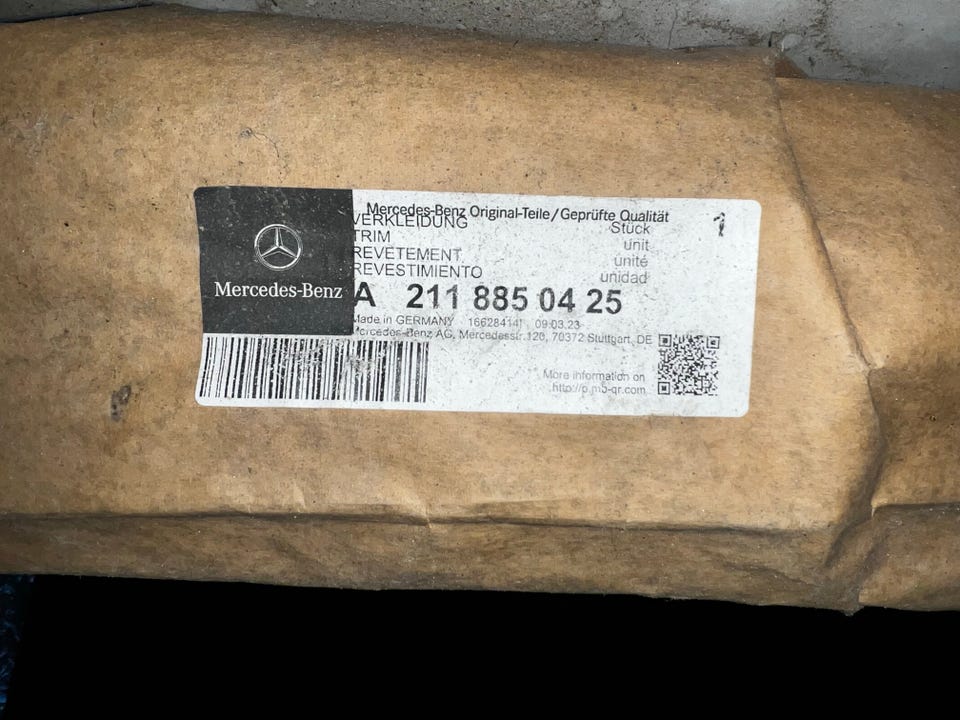 Mercedes-Benz Original-Teile/Geprüfte Qualität
VERKLEIDUNG Stück 1
TRIM unit
REVETEMENT unité
REVESTIMIENTO unidad
Mercedes-Benz
A 211 885 04 25
Made in GERMANY 16628414 09.03.23
Mercedes-Benz AG, Mercedesstr.120, 70372 Stuttgart, DE
More information on
http://p.mb-qr.com